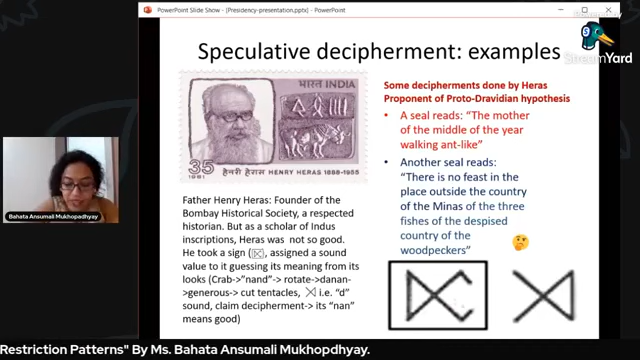 PowerPoint Slide Show - [Presidency-presentation.pptx] - PowerPoint
StreamYard
Speculative decipherment: examples
भारत INDIA
35
1981
हेनरी हेरास HENRY HERAS 1888-1955
Father Henry Heras: Founder of the
Bombay Historical Society, a respected
historian. But as a scholar of Indus
inscriptions, Heras was not so good.
He took a sign ( ), assigned a sound
value to it guessing its meaning from its
looks (Crab->"nand"-> rotate->danan-
>generous-> cut tentacles, i.e. "d"
sound, claim decipherment-> its "nan"
means good)
Some decipherments done by Heras
Proponent of Proto-Dravidian hypothesis
• A seal reads: "The mother
of the middle of the year
walking ant-like"
• Another seal reads:
"There is no feast in the
place outside the country
of the Minas of the three
fishes of the despised
country of the
woodpeckers"
Bahata Ansumali Mukhopadhyay
Restriction Patterns" By Ms. Bahata Ansumali Mukhopdhyay.